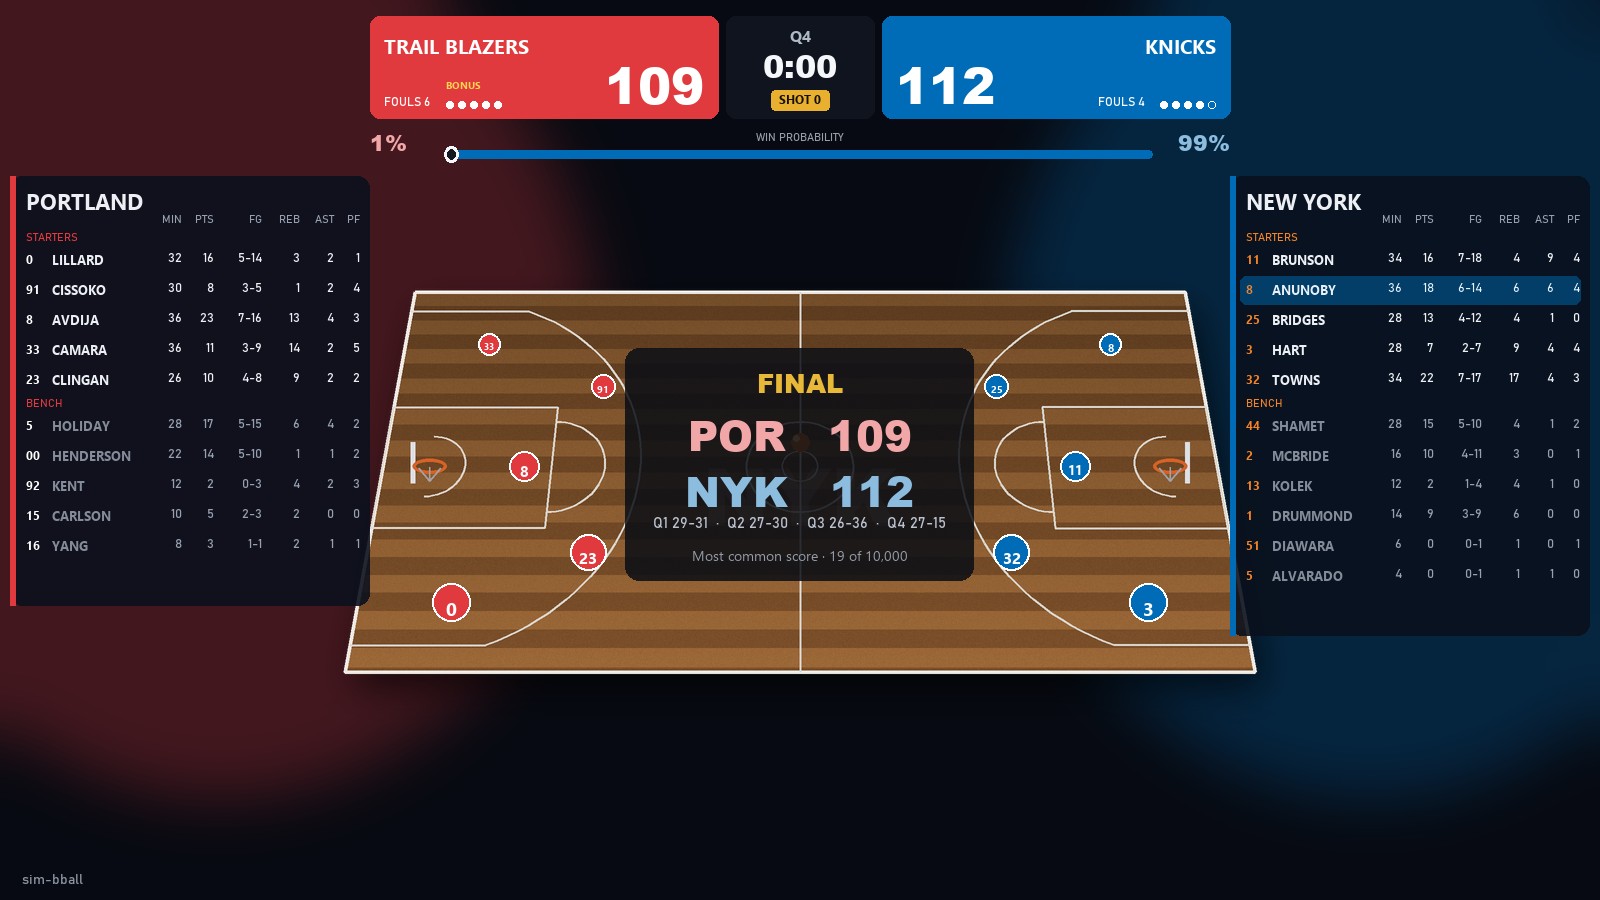 TRAIL BLAZERS
BONUS
FOULS 6
109
Q4
0:00
SHOT 0
KNICKS
112
FOULS 4
1%
WIN PROBABILITY
99%
PORTLAND
MIN PTS FG REB AST PF
STARTERS
0 LILLARD 32 16 5-14 3 2 1
91 CISSOKO 30 8 3-5 1 2 4
8 AVDIJA 36 23 7-16 13 4 3
33 CAMARA 36 11 3-9 14 2 5
23 CLINGAN 26 10 4-8 9 2 2
BENCH
5 HOLIDAY 28 17 5-15 6 4 2
00 HENDERSON 22 14 5-10 1 1 2
92 KENT 12 2 0-3 4 2 3
15 CARLSON 10 5 2-3 2 0 0
16 YANG 8 3 1-1 2 1 1
NEW YORK
MIN PTS FG REB AST PF
STARTERS
11 BRUNSON 34 16 7-18 4 9 4
8 ANUNOBY 36 18 6-14 6 6 4
25 BRIDGES 28 13 4-12 4 1 0
3 HART 28 7 2-7 9 4 4
32 TOWNS 34 22 7-17 17 4 3
BENCH
44 SHAMET 28 15 5-10 4 1 2
2 MCBRIDE 16 10 4-11 3 0 1
13 KOLEK 12 2 1-4 4 1 0
1 DRUMMOND 14 9 3-9 6 0 0
51 DIAWARA 6 0 0-1 1 0 1
5 ALVARADO 4 0 0-1 1 1 0
33
91
8
23
0
8
25
11
32
3
FINAL
POR 109
NYK 112
Q1 29-31 · Q2 27-30 · Q3 26-36 · Q4 27-15
Most common score · 19 of 10,000
sim-bball